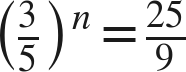 (3/5)^n = 25/9